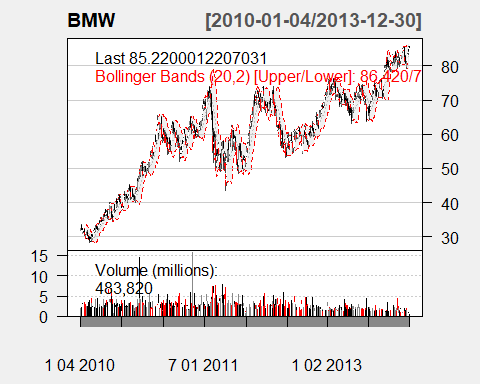 BMW [2010-01-04/2013-12-30]
Last 85.2200012207031
Bollinger Bands (20,2) [Upper/Lower]: 86.420/7
80
70
60
50
40
30
Volume (millions):
483,820
15
10
5
0
1 04 2010 7 01 2011 1 02 2013